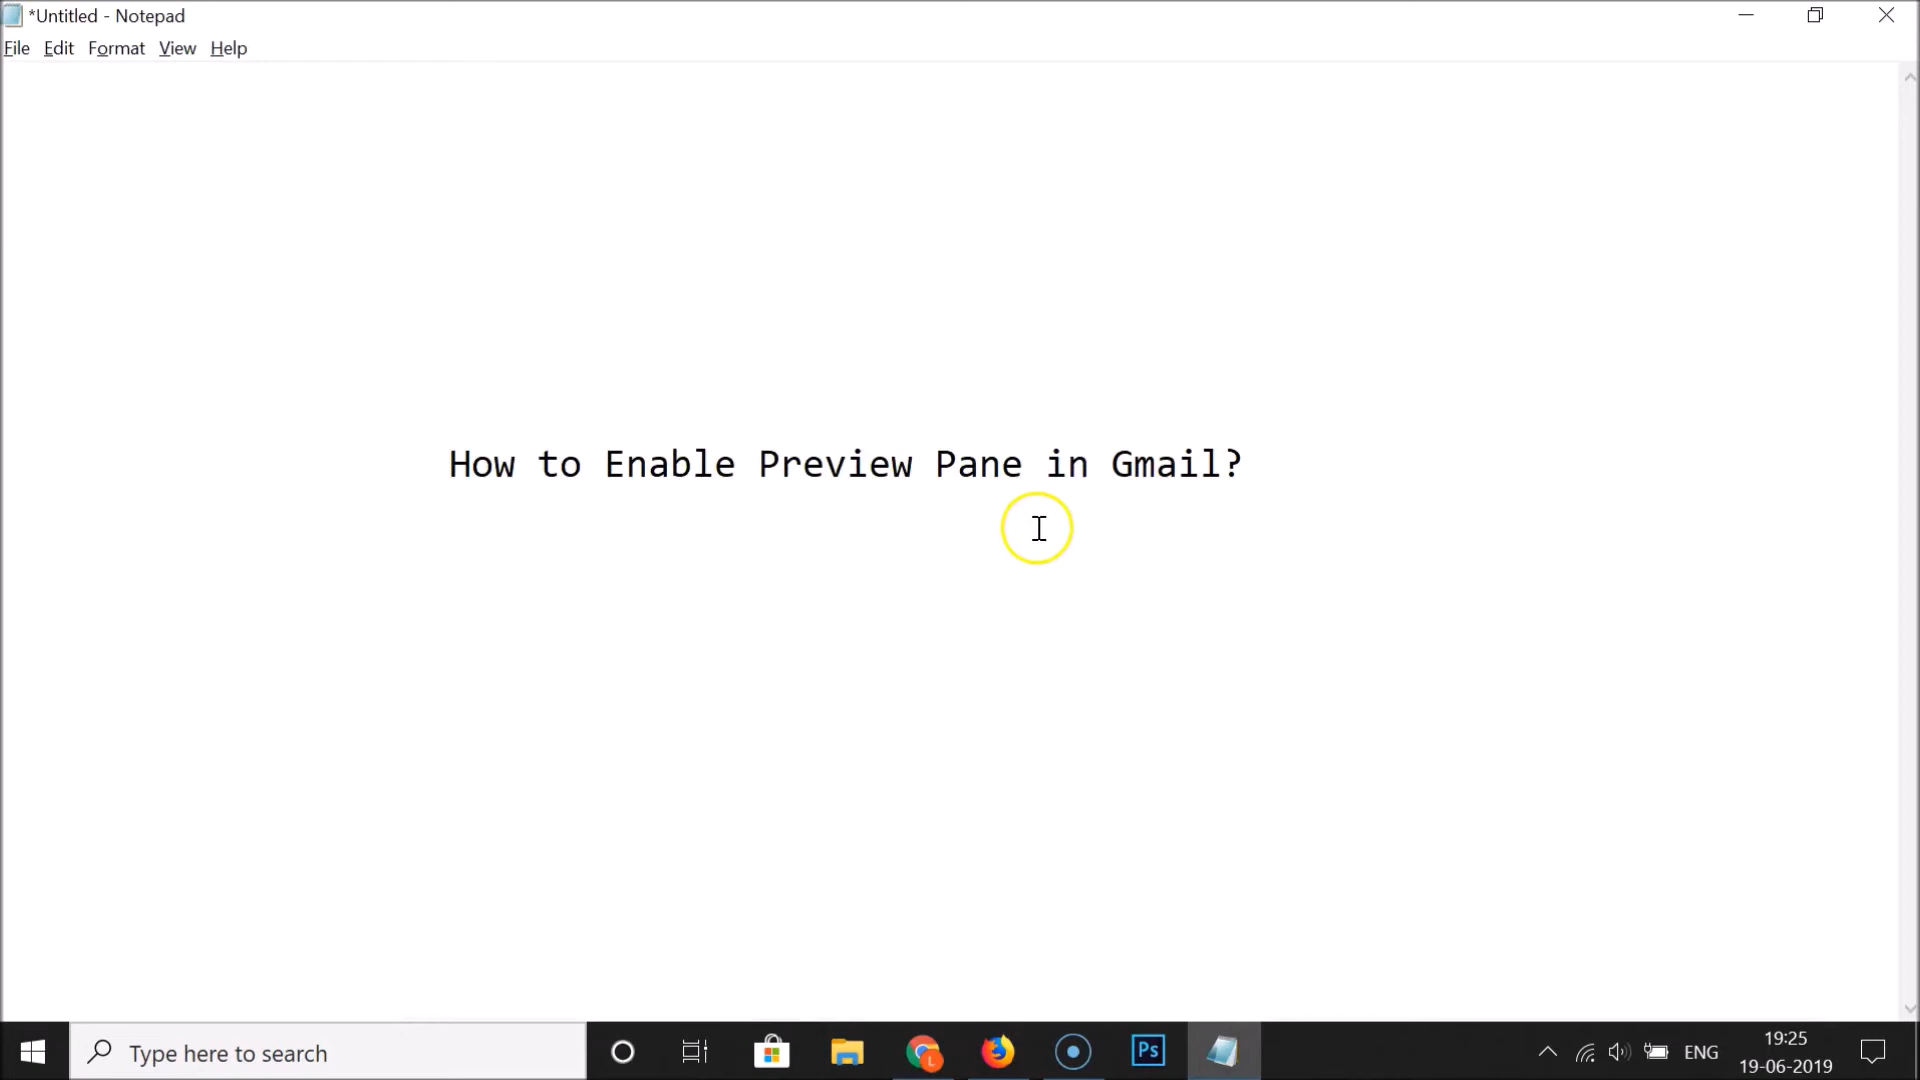 *Untitled - Notepad
File Edit Format View Help
How to Enable Preview Pane in Gmail?
Type here to search
L
Ps
ENG
19:25
19-06-2019